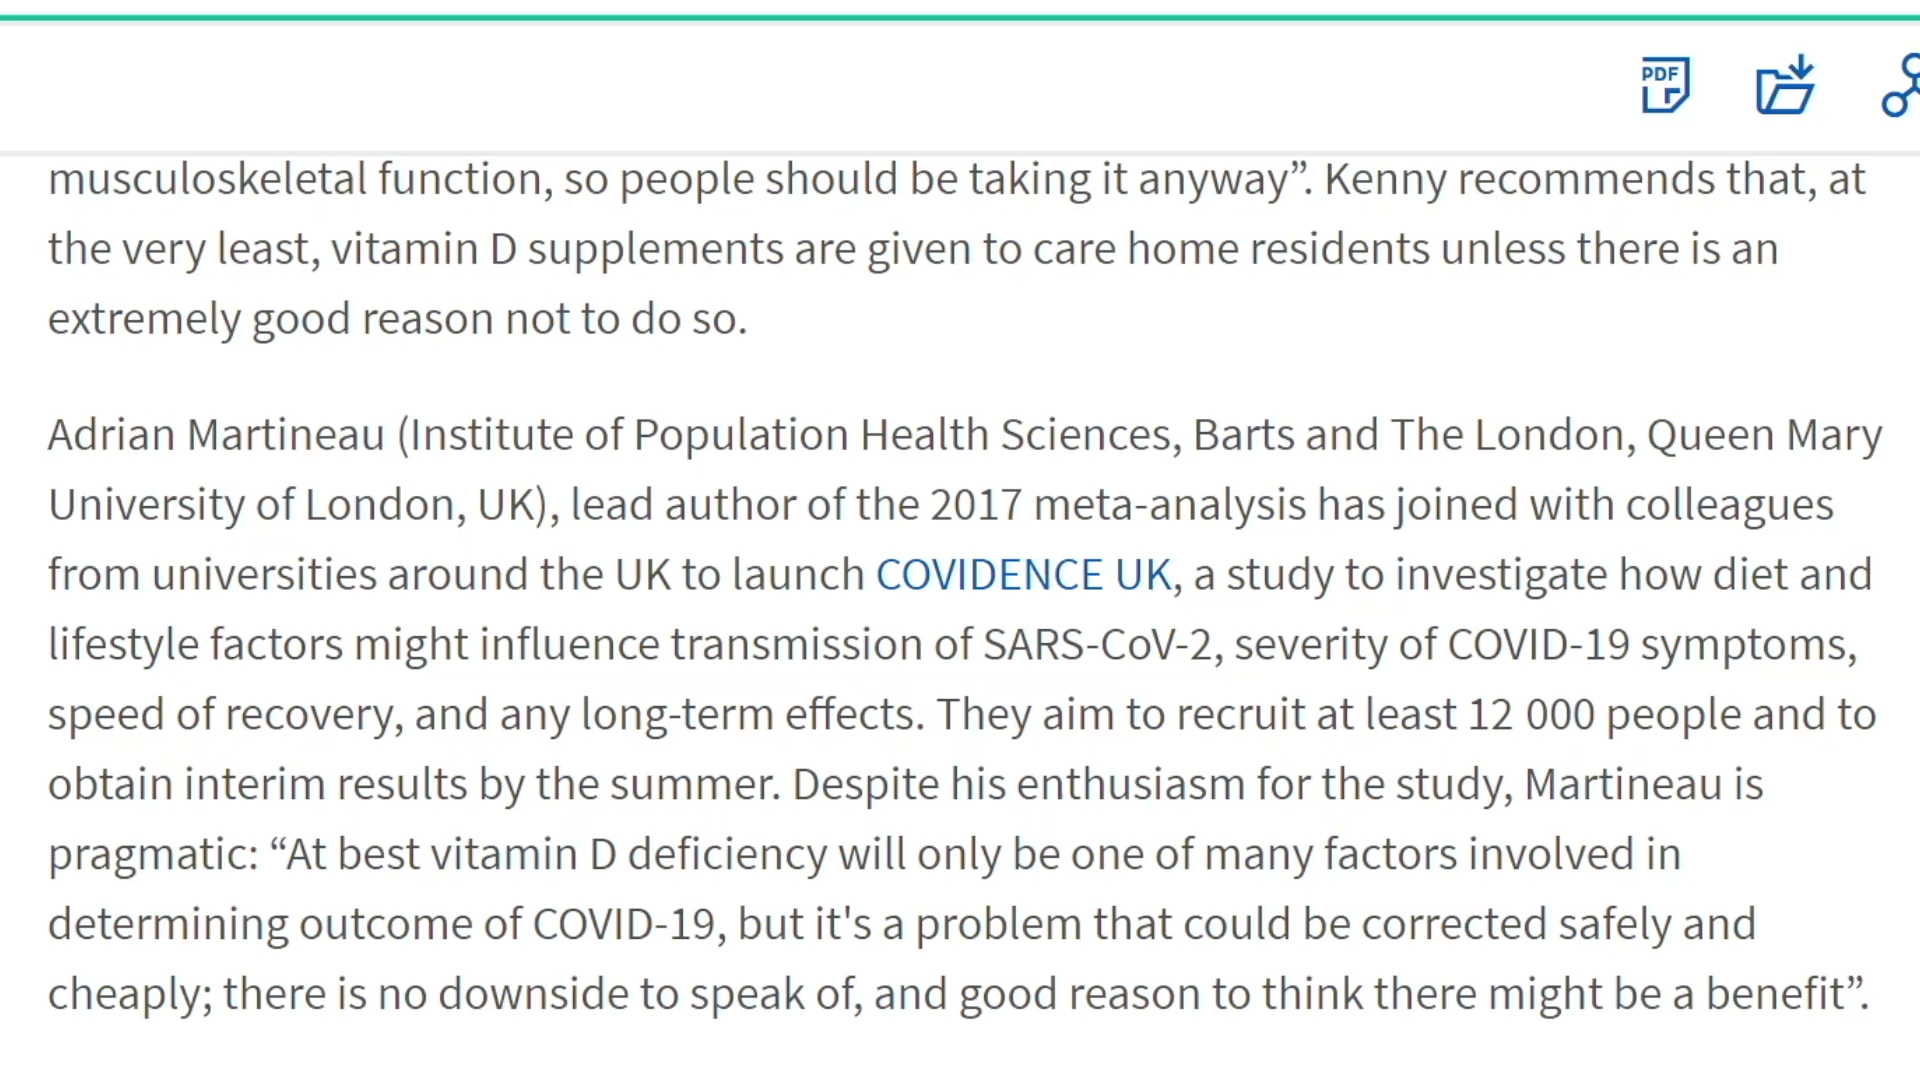 PDF
musculoskeletal function, so people should be taking it anyway”. Kenny recommends that, at
the very least, vitamin D supplements are given to care home residents unless there is an
extremely good reason not to do so.
Adrian Martineau (Institute of Population Health Sciences, Barts and The London, Queen Mary
University of London, UK), lead author of the 2017 meta-analysis has joined with colleagues
from universities around the UK to launch COVIDENCE UK, a study to investigate how diet and
lifestyle factors might influence transmission of SARS-CoV-2, severity of COVID-19 symptoms,
speed of recovery, and any long-term effects. They aim to recruit at least 12 000 people and to
obtain interim results by the summer. Despite his enthusiasm for the study, Martineau is
pragmatic: “At best vitamin D deficiency will only be one of many factors involved in
determining outcome of COVID-19, but it's a problem that could be corrected safely and
cheaply; there is no downside to speak of, and good reason to think there might be a benefit”.